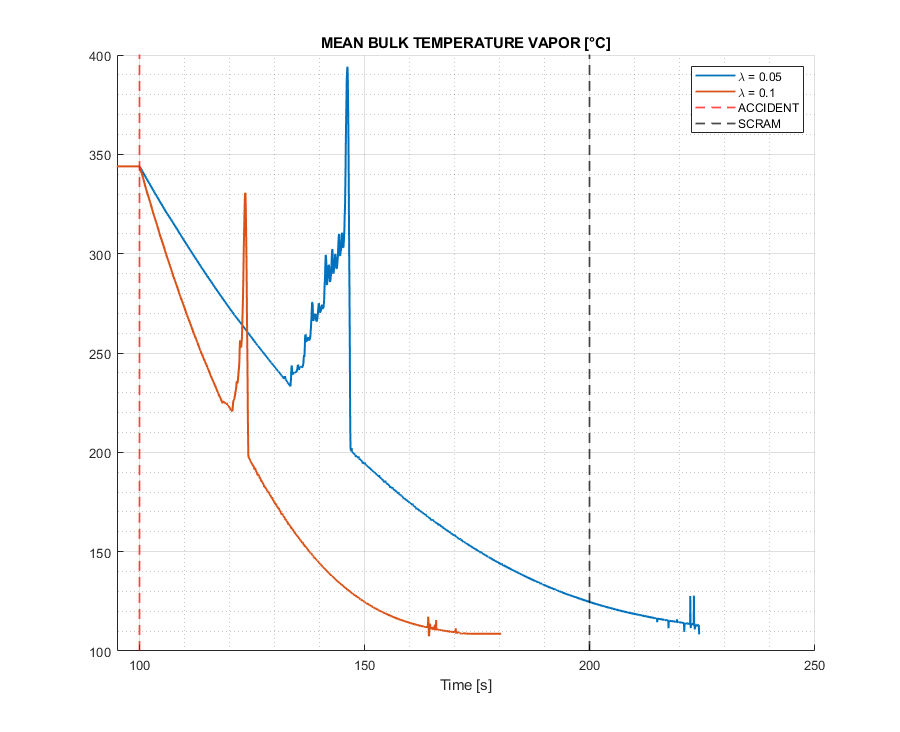 MEAN BULK TEMPERATURE VAPOR [°C]
λ = 0.05
λ = 0.1
ACCIDENT
SCRAM
400
350
300
250
200
150
100
100
150
200
250
Time [s]